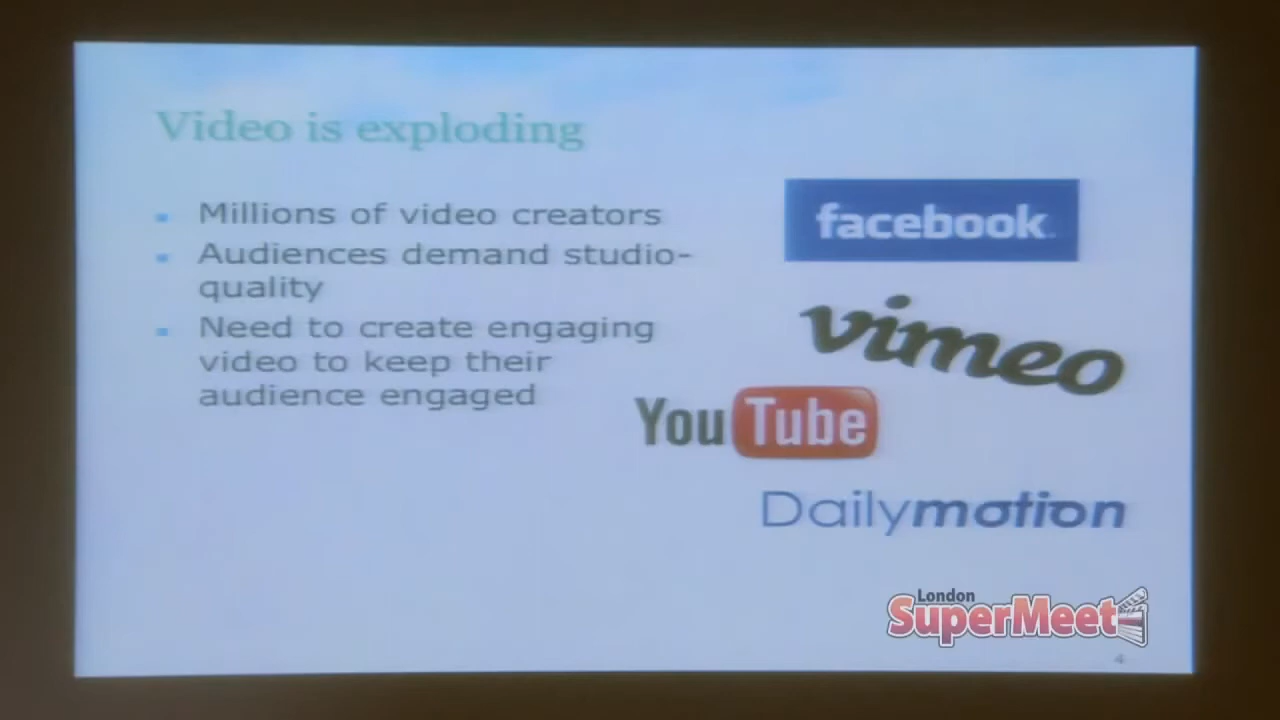 Video is exploding
Millions of video creators
Audiences demand studio-
quality
Need to create engaging
video to keep their
audience engaged
facebook
vimeo
YouTube
Dailymotion
London
SuperMeet
4